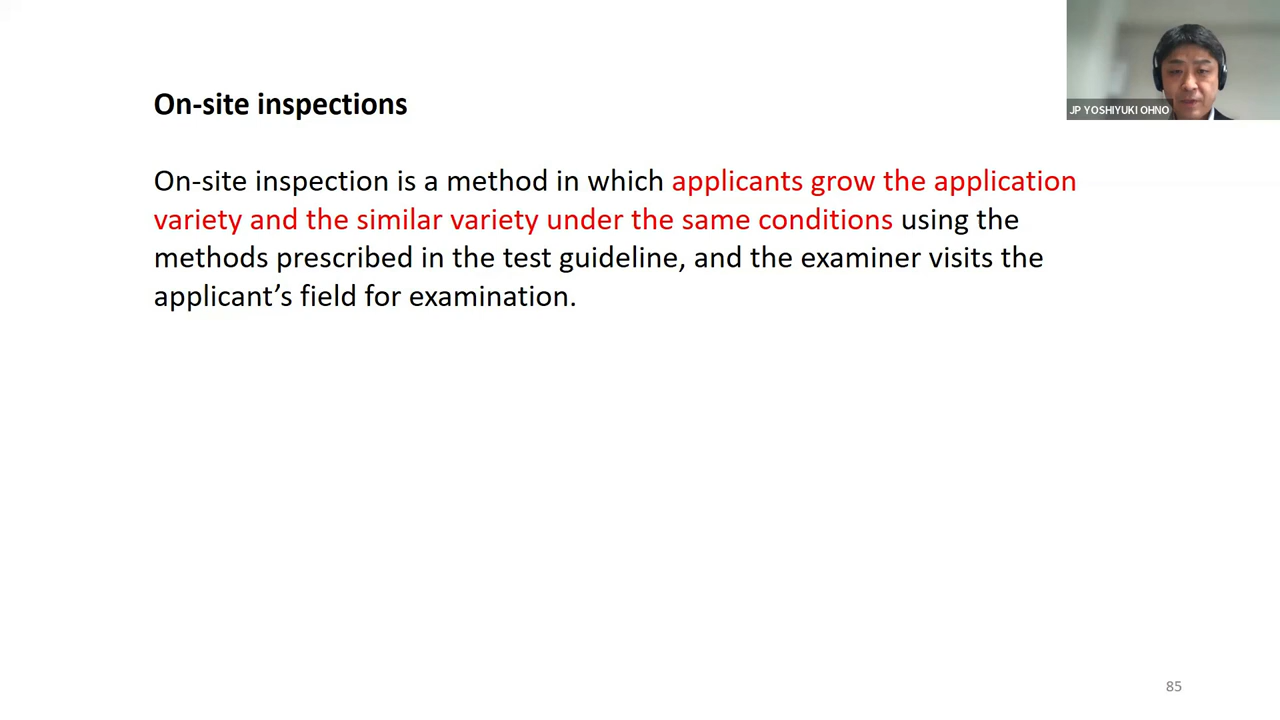 JP YOSHIYUKI OHNO
On-site inspections
On-site inspection is a method in which applicants grow the application
variety and the similar variety under the same conditions using the
methods prescribed in the test guideline, and the examiner visits the
applicant’s field for examination.
85